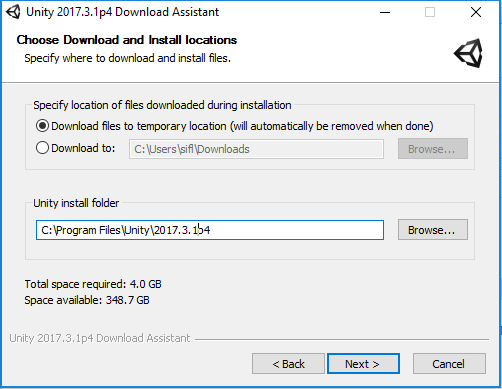 Unity 2017.3.1p4 Download Assistant
Choose Download and Install locations
Specify where to download and install files.
Specify location of files downloaded during installation
Download files to temporary location (will automatically be removed when done)
Download to: C:\Users\sifl\Downloads Browse...
Unity install folder
C:\Program Files\Unity\2017.3.1p4 Browse...
Total space required: 4.0 GB
Space available: 348.7 GB
Unity 2017.3.1p4 Download Assistant
< Back Next > Cancel